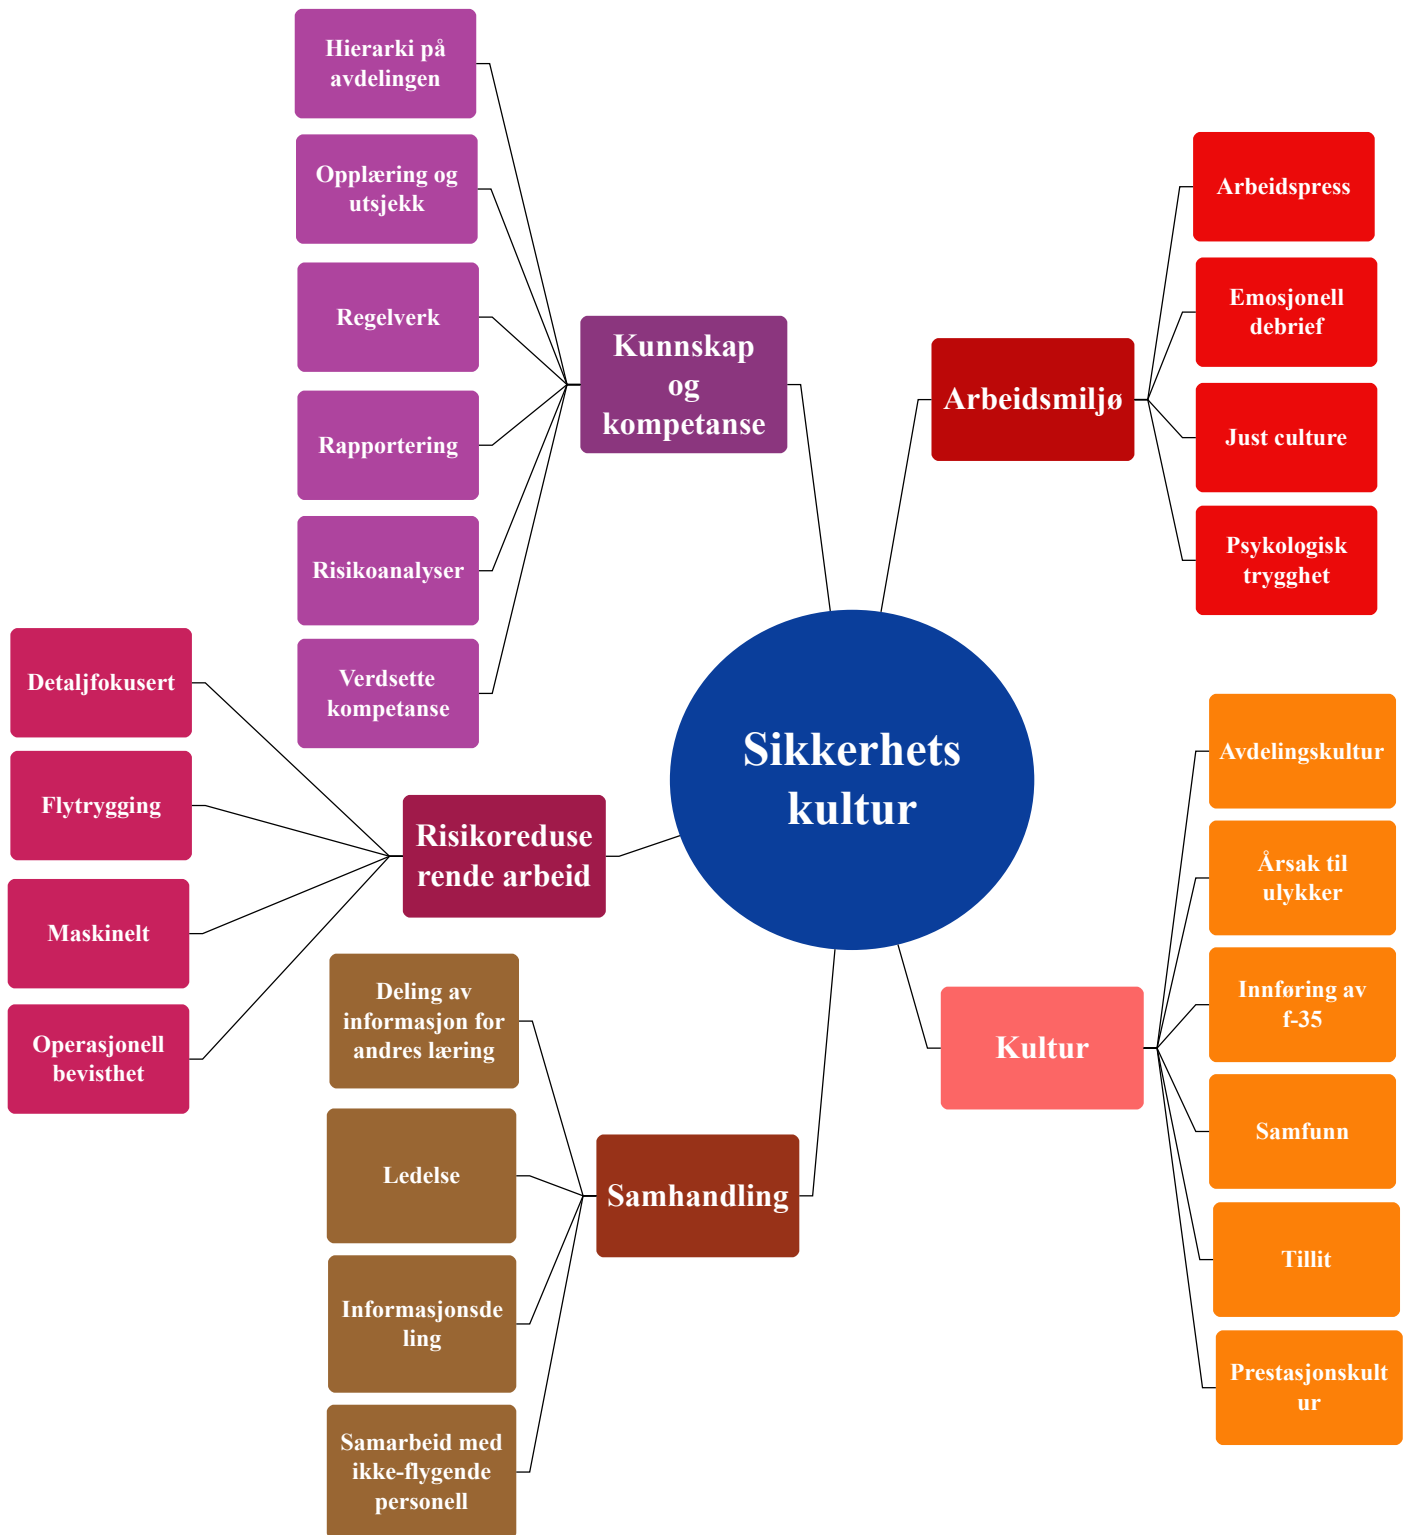 Hierarki på
avdelingen
Opplæring og
utsjekk
Regelverk
Rapportering
Risikoanalyser
Verdsette
kompetanse
Kunnskap
og
kompetanse
Arbeidsmiljø
Arbeidspress
Emosjonell
debrief
Just culture
Psykologisk
trygghet
Sikkerhets
kultur
Detaljfokusert
Flytrygging
Maskinelt
Operasjonell
bevisthet
Risikoreduse
rende arbeid
Deling av
informasjon for
andres læring
Ledelse
Informasjonsde
ling
Samarbeid med
ikke-flygende
personell
Samhandling
Kultur
Avdelingskultur
Årsak til
ulykker
Innføring av
f-35
Samfunn
Tillit
Prestasjonskult
ur